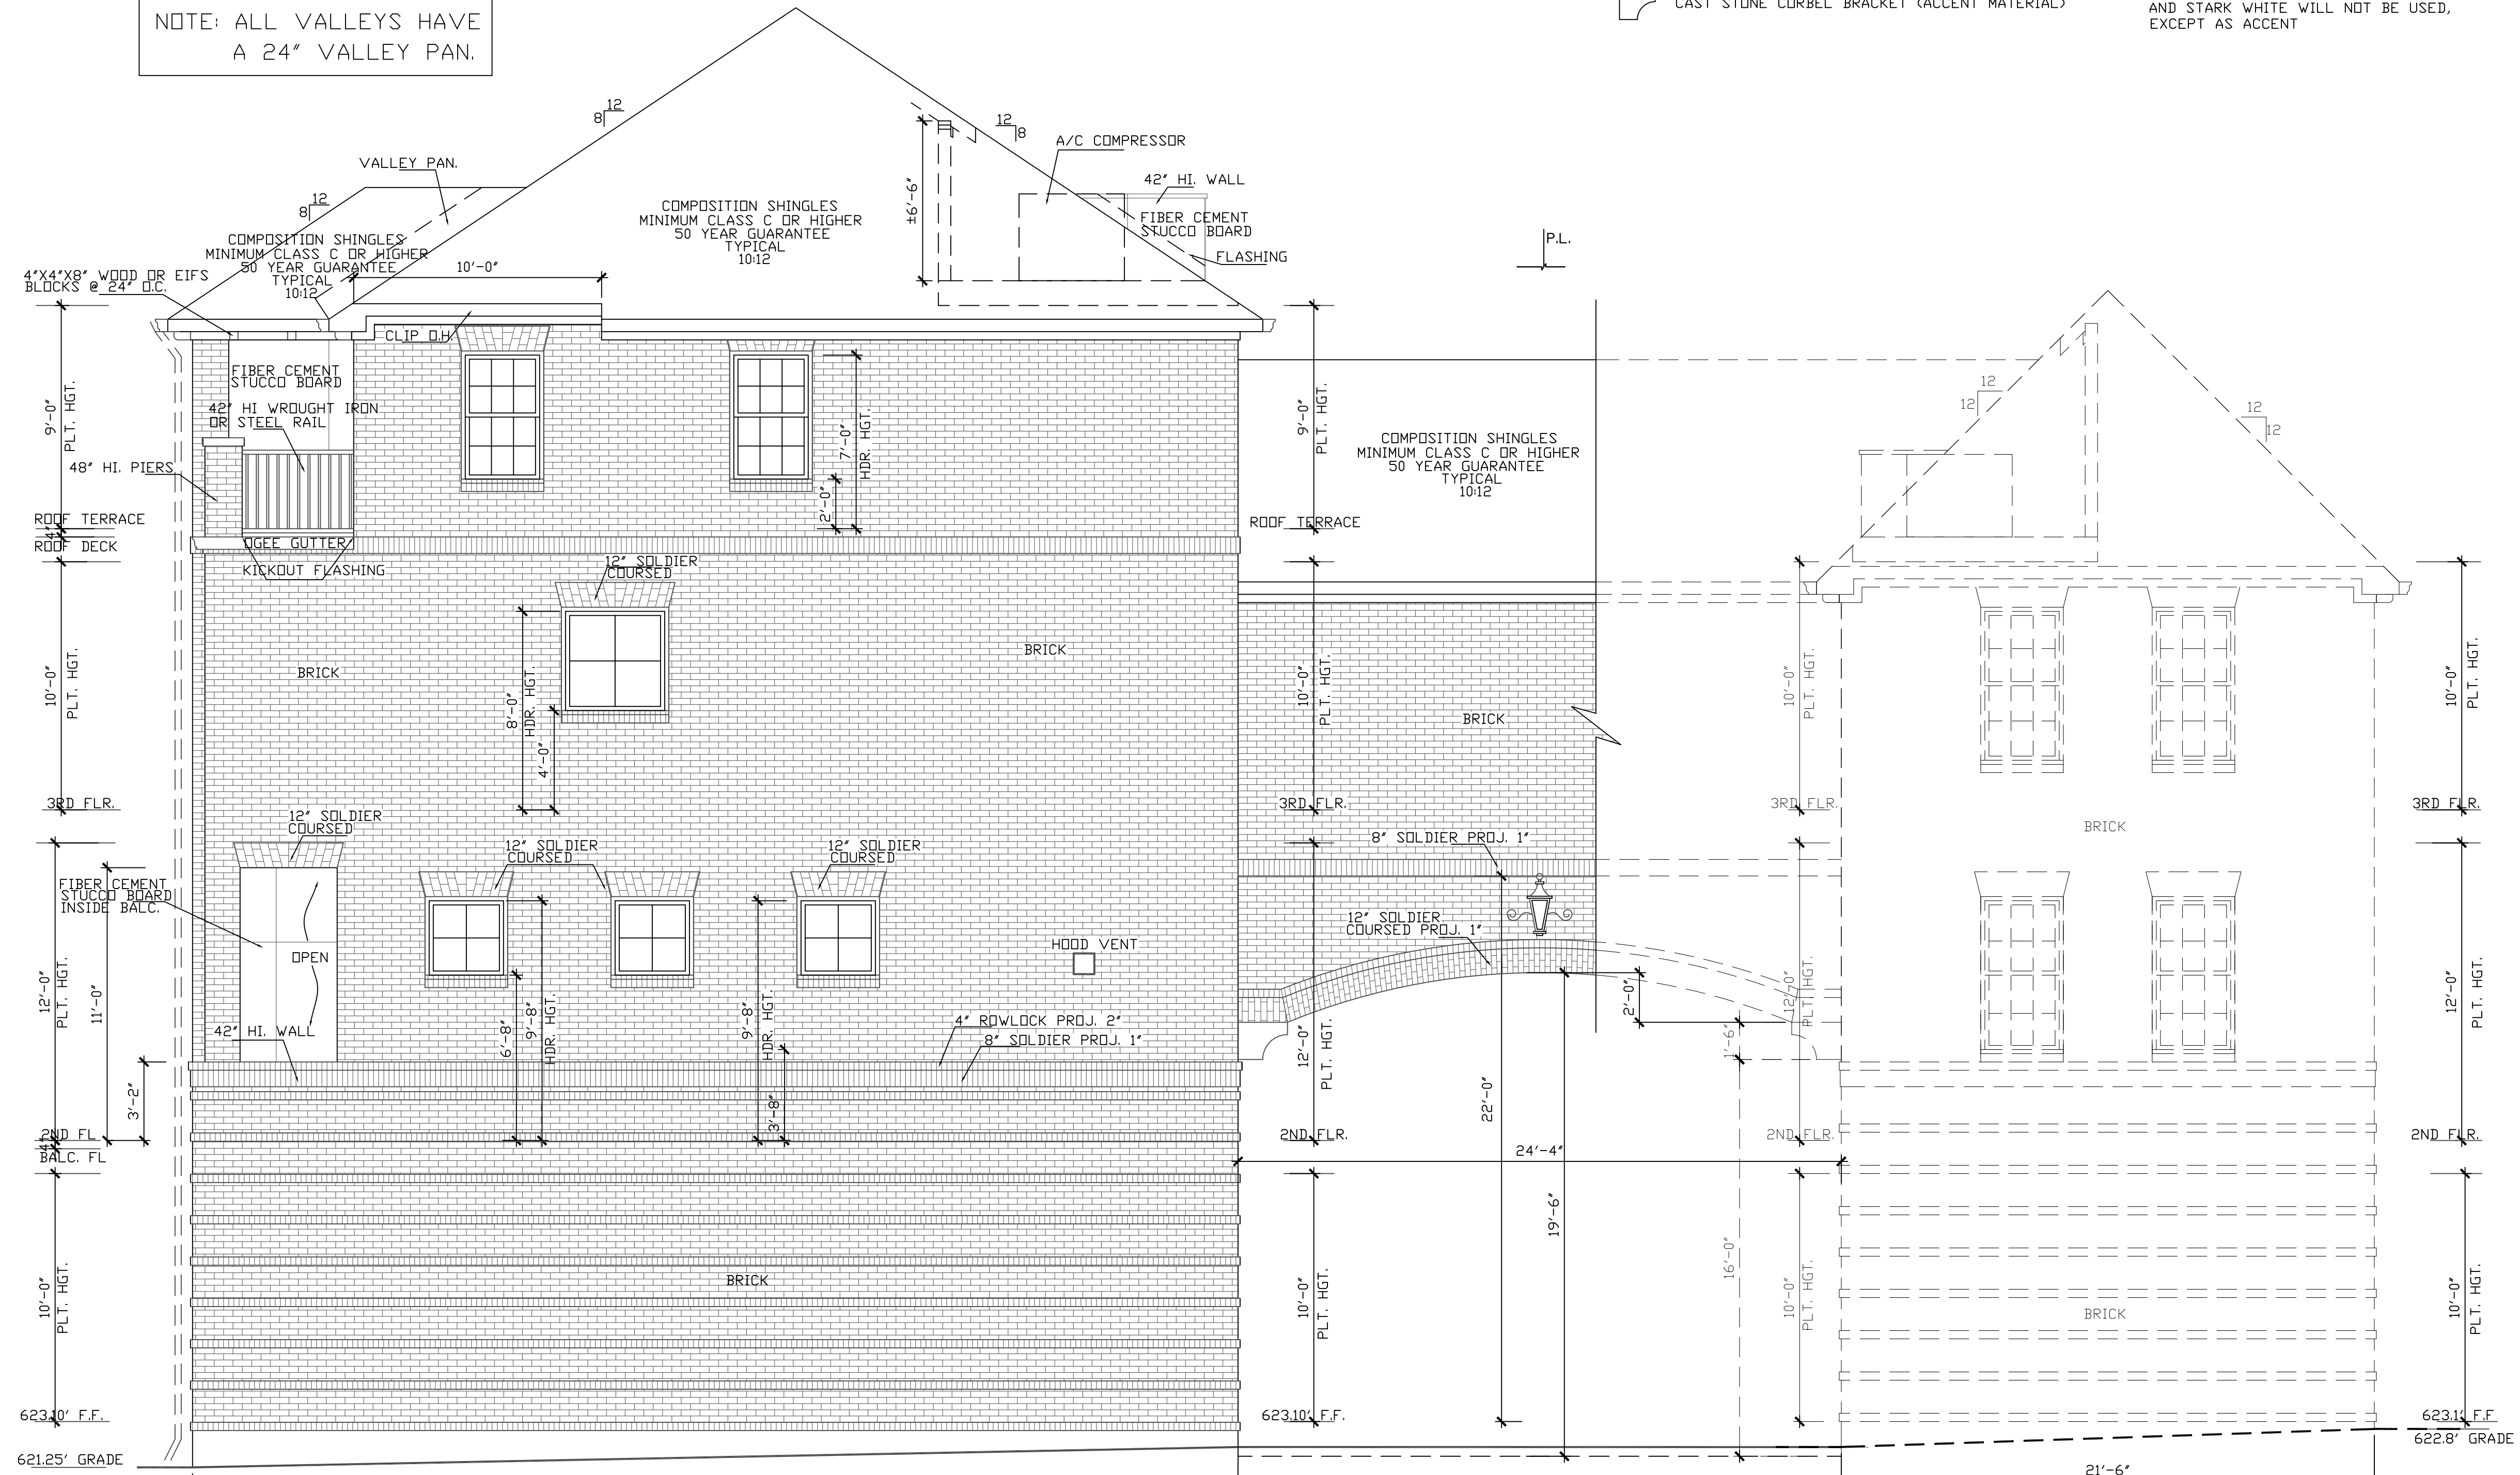 NOTE: ALL VALLEYS HAVE
A 24" VALLEY PAN.
CAST STONE CORBEL BRACKET (ACCENT MATERIAL)
AND STARK WHITE WILL NOT BE USED,
EXCEPT AS ACCENT
12
8
12
8
VALLEY PAN.
12
8
±6'-6"
A/C COMPRESSOR
42" HI. WALL
FIBER CEMENT
STUCCO BOARD
FLASHING
P.L.
COMPOSITION SHINGLES
MINIMUM CLASS C OR HIGHER
50 YEAR GUARANTEE
TYPICAL
10:12
COMPOSITION SHINGLES
MINIMUM CLASS C OR HIGHER
50 YEAR GUARANTEE
TYPICAL
10:12
10'-0"
4"X4"X8" WOOD OR EIFS
BLOCKS @ 24" O.C.
CLIP O.H.
FIBER CEMENT
STUCCO BOARD
42" HI WROUGHT IRON
OR STEEL RAIL
9'-0"
PLT. HGT.
48" HI. PIERS
7'-0"
HDR. HGT.
2'-0"
9'-0"
PLT. HGT.
COMPOSITION SHINGLES
MINIMUM CLASS C OR HIGHER
50 YEAR GUARANTEE
TYPICAL
10:12
12
12
12
12
ROOF TERRACE
4"
ROOF DECK
OGEE GUTTER
KICKOUT FLASHING
ROOF TERRACE
12" SOLDIER
COURSED
BRICK
BRICK
BRICK
10'-0"
PLT. HGT.
8'-0"
HDR. HGT.
4'-0"
10'-0"
PLT. HGT.
10'-0"
PLT. HGT.
10'-0"
PLT. HGT.
3RD FLR.
3RD FLR.
3RD FLR.
3RD FLR.
BRICK
12" SOLDIER
COURSED
12" SOLDIER
COURSED
12" SOLDIER
COURSED
8" SOLDIER PROJ. 1"
FIBER CEMENT
STUCCO BOARD
INSIDE BALC.
12" SOLDIER
COURSED PROJ. 1"
HOOD VENT
OPEN
42" HI. WALL
12'-0"
PLT. HGT.
11'-0"
3'-2"
6'-8"
9'-8"
HDR. HGT.
9'-8"
HDR. HGT.
3'-8"
4" ROWLOCK PROJ. 2"
8" SOLDIER PROJ. 1"
12'-0"
PLT. HGT.
2'-0"
1'-6"
12'-0"
PLT. HGT.
12'-0"
PLT. HGT.
2ND FL
4"
BALC. FL
2ND FLR.
2ND FLR.
2ND FLR.
22'-0"
24'-4"
19'-6"
16'-0"
10'-0"
PLT. HGT.
BRICK
10'-0"
PLT. HGT.
10'-0"
PLT. HGT.
BRICK
10'-0"
PLT. HGT.
623.10' F.F.
623.10' F.F.
623.1' F.F
621.25' GRADE
622.8' GRADE
21'-6"